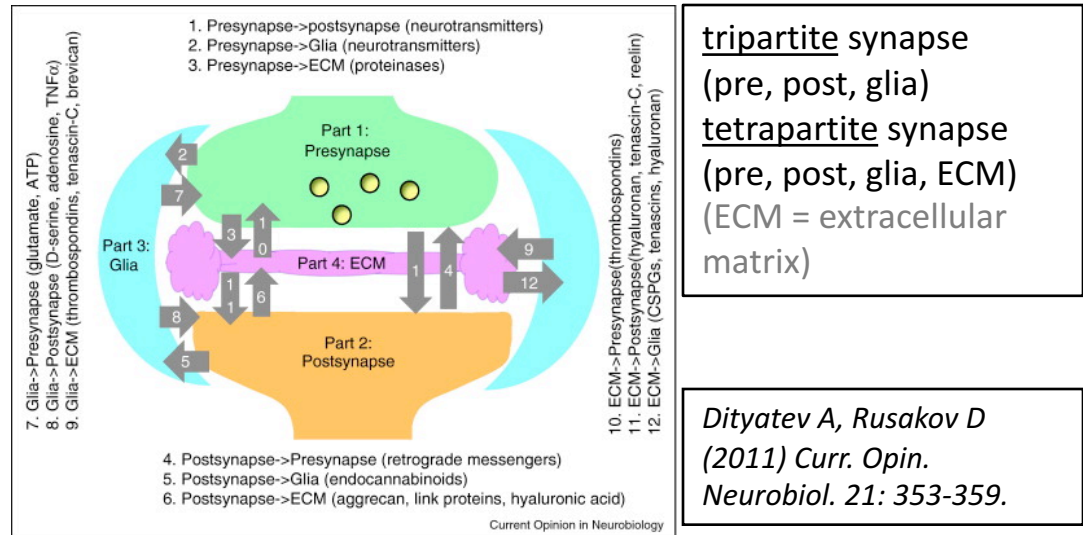 1. Presynapse->postsynapse (neurotransmitters)
2. Presynapse->Glia (neurotransmitters)
3. Presynapse->ECM (proteinases)
7. Glia->Presynapse (glutamate, ATP)
8. Glia->Postsynapse (D-serine, adenosine, TNFα)
9. Glia->ECM (thrombospondins, tenascin-C, brevican)
Part 1:
Presynapse
2
7
3
10
Part 3:
Glia
Part 4: ECM
1
4
9
12
11
6
8
5
Part 2:
Postsynapse
10. ECM->Presynapse(thrombospondins)
11. ECM->Postsynapse(hyaluronan, tenascin-C, reelin)
12. ECM->Glia (CSPGs, tenascins, hyaluronan)
4. Postsynapse->Presynapse (retrograde messengers)
5. Postsynapse->Glia (endocannabinoids)
6. Postsynapse->ECM (aggrecan, link proteins, hyaluronic acid)
Current Opinion in Neurobiology
tripartite synapse
(pre, post, glia)
tetrapartite synapse
(pre, post, glia, ECM)
(ECM = extracellular
matrix)
Dityatev A, Rusakov D
(2011) Curr. Opin.
Neurobiol. 21: 353-359.